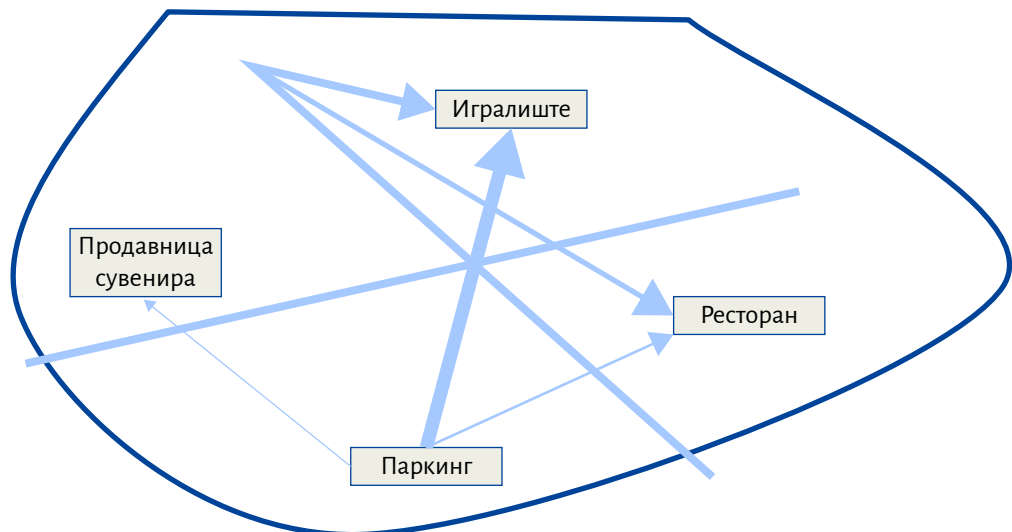 Игралиште
Продавница
сувенира
Ресторан
Паркинг